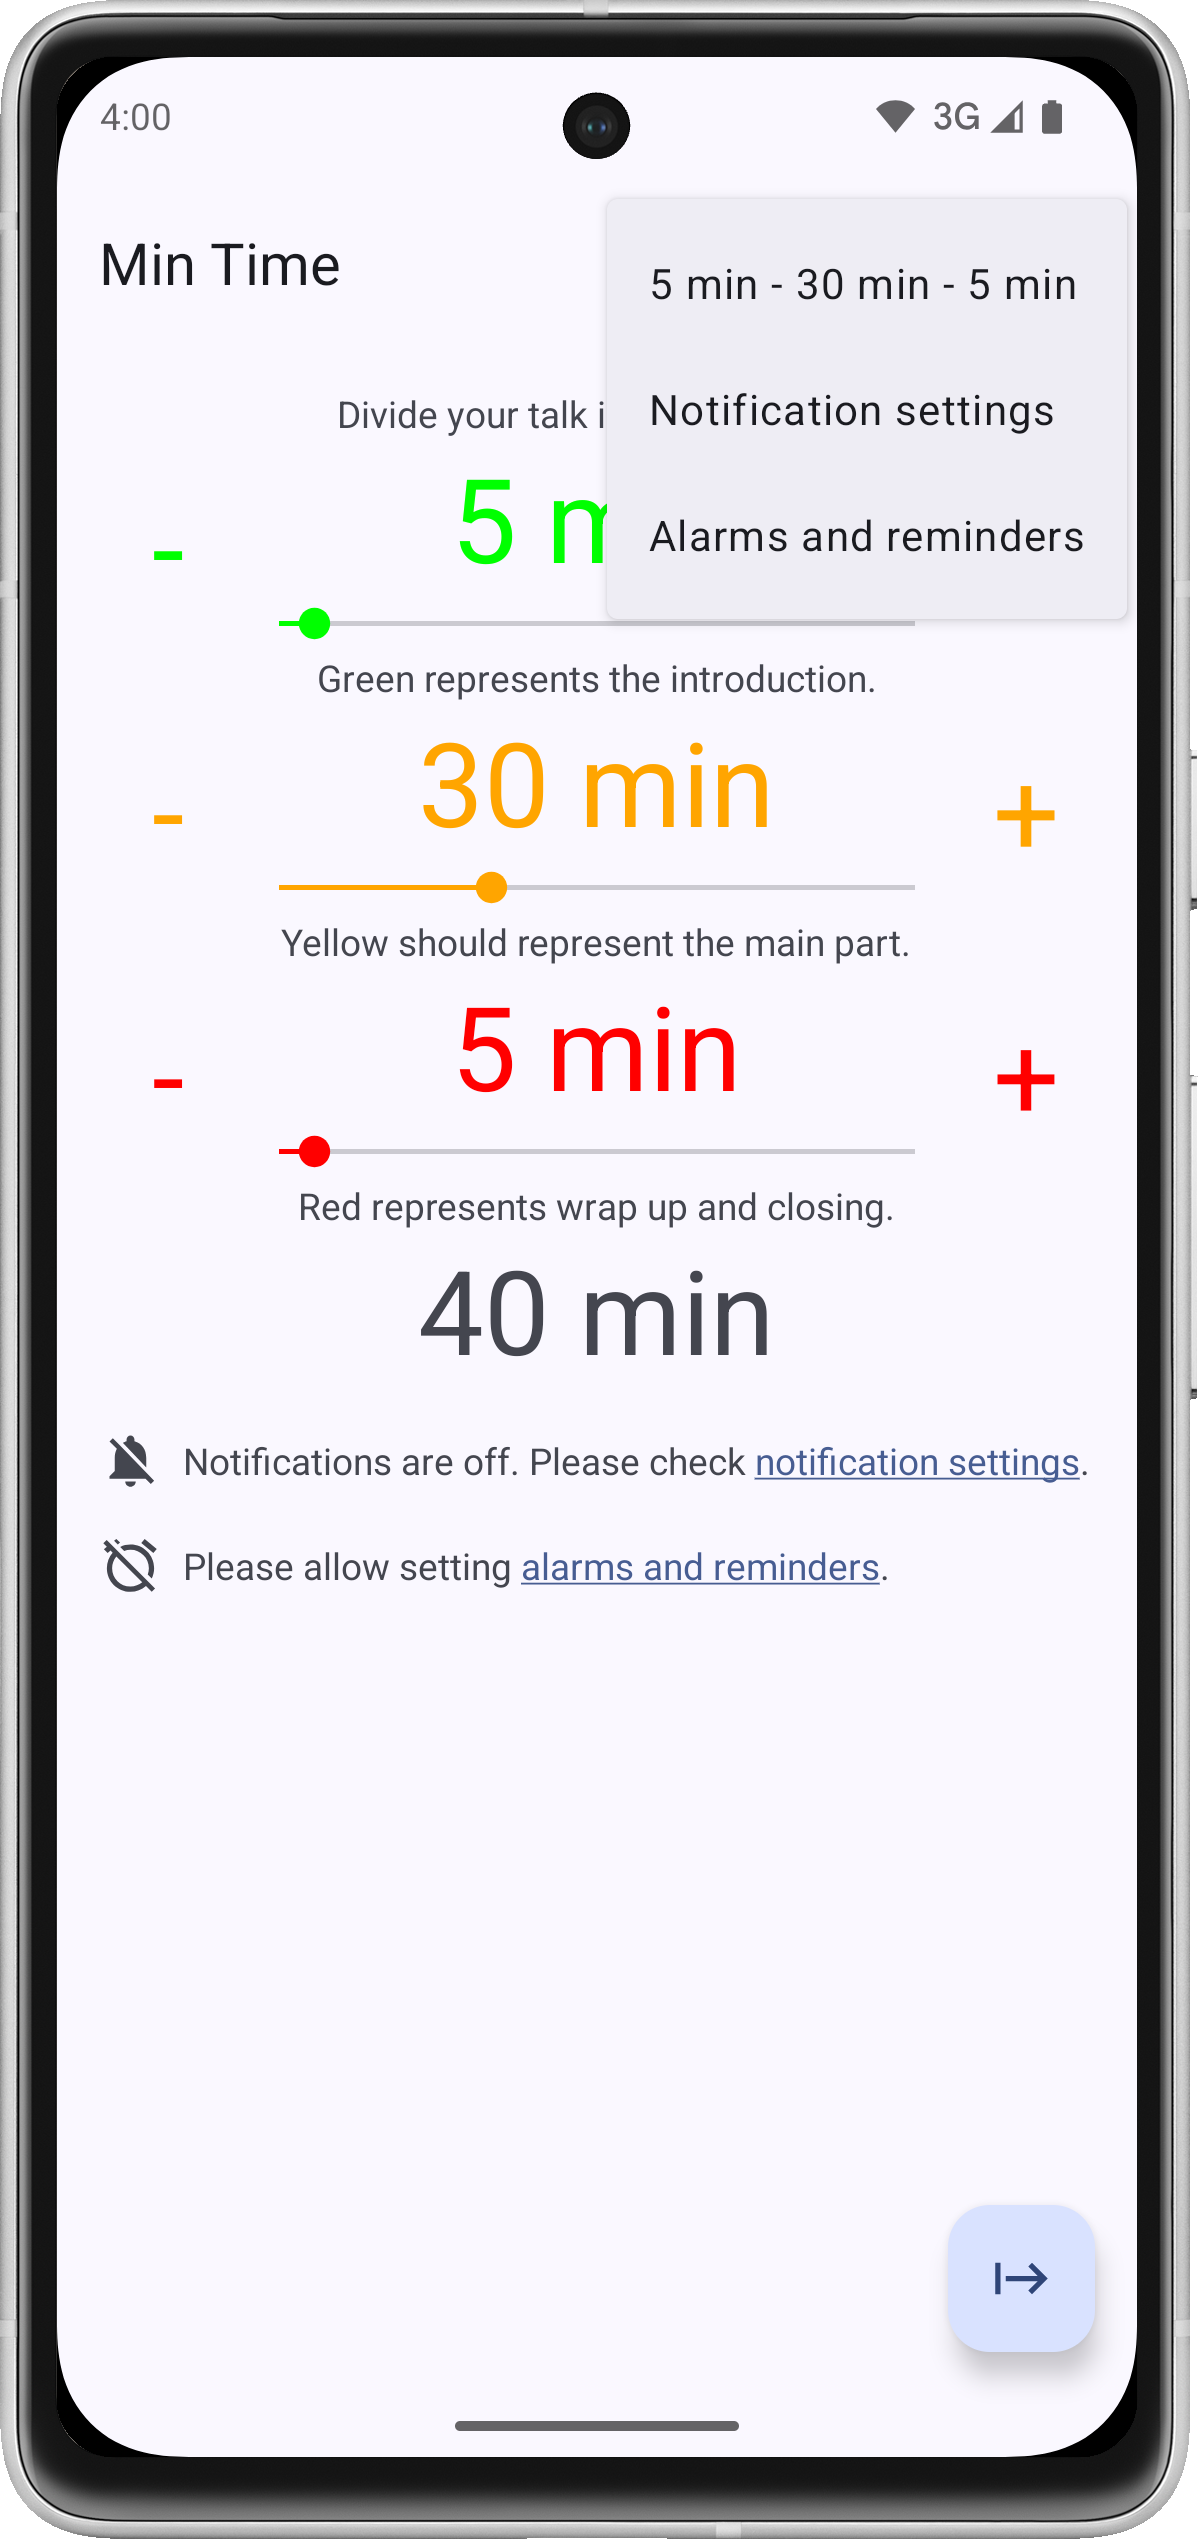 4:00
3G
Min Time
5 min - 30 min - 5 min
Notification settings
Alarms and reminders
Divide your talk
5
-
Green represents the introduction.
- 30 min +
Yellow should represent the main part.
- 5 min +
Red represents wrap up and closing.
40 min
Notifications are off. Please check notification settings.
Please allow setting alarms and reminders.